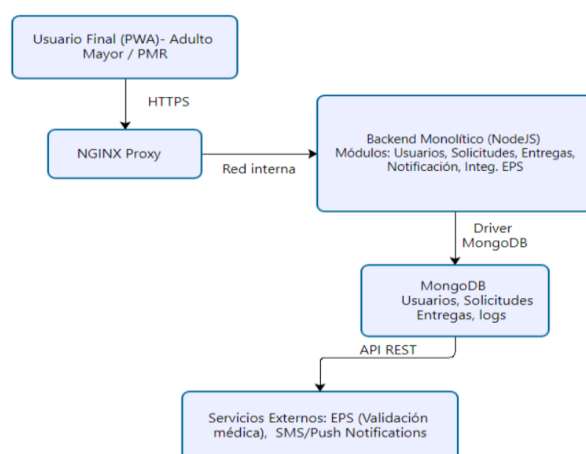 Usuario Final (PWA)- Adulto
Mayor / PMR
HTTPS
NGINX Proxy
Red interna
Backend Monolítico (NodeJS)
Módulos: Usuarios, Solicitudes, Entregas,
Notificación, Integ. EPS
Driver
MongoDB
MongoDB
Usuarios, Solicitudes
Entregas, logs
API REST
Servicios Externos: EPS (Validación
médica), SMS/Push Notifications